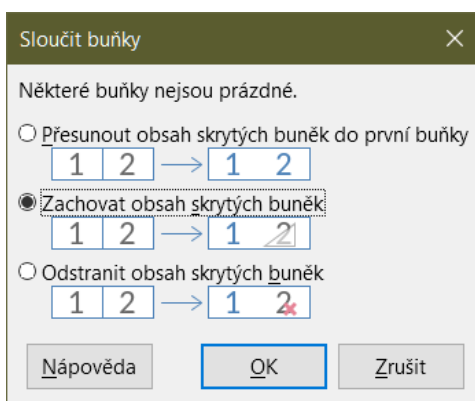 Sloučit buňky
Některé buňky nejsou prázdné.
Přesunout obsah skrytých buněk do první buňky
1 2 → 1 2
Zachovat obsah skrytých buněk
1 2 → 1 2
Odstranit obsah skrytých buněk
1 2 → 1 2
Nápověda OK Zrušit